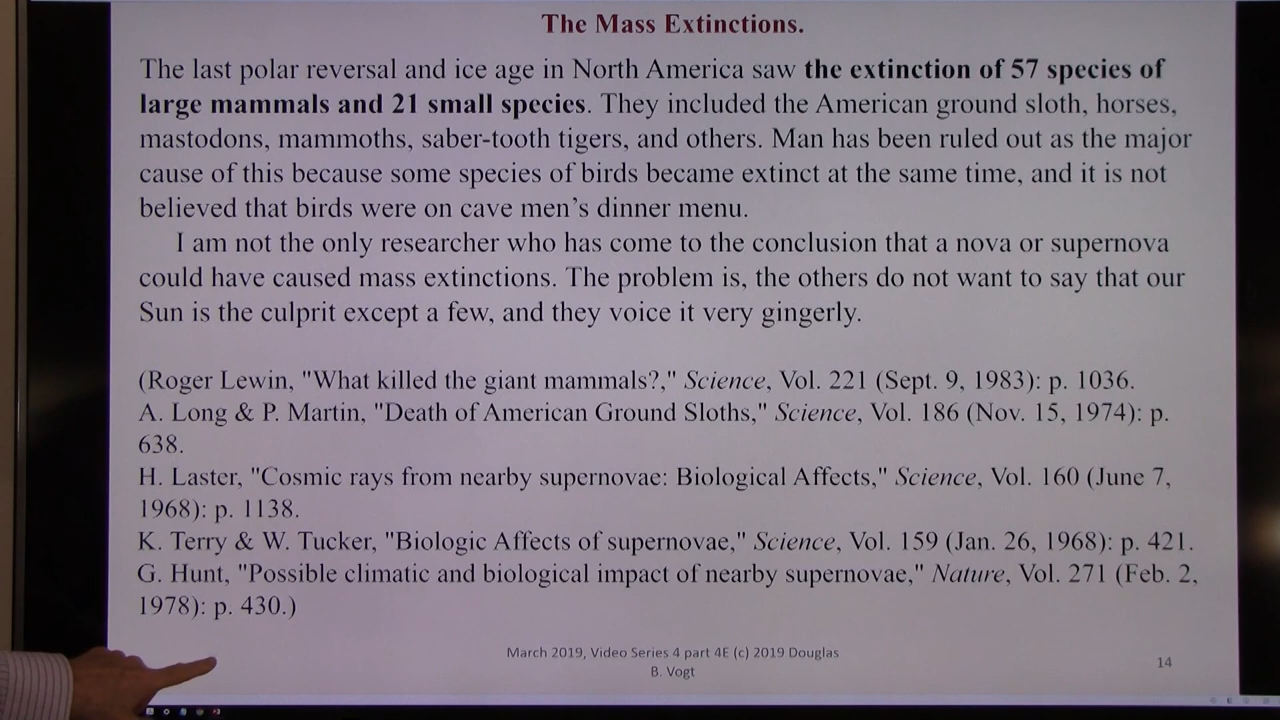 The Mass Extinctions.
The last polar reversal and ice age in North America saw the extinction of 57 species of
large mammals and 21 small species. They included the American ground sloth, horses,
mastodons, mammoths, saber-tooth tigers, and others. Man has been ruled out as the major
cause of this because some species of birds became extinct at the same time, and it is not
believed that birds were on cave men's dinner menu.
I am not the only researcher who has come to the conclusion that a nova or supernova
could have caused mass extinctions. The problem is, the others do not want to say that our
Sun is the culprit except a few, and they voice it very gingerly.
(Roger Lewin, "What killed the giant mammals?," Science, Vol. 221 (Sept. 9, 1983): p. 1036.
A. Long & P. Martin, "Death of American Ground Sloths," Science, Vol. 186 (Nov. 15, 1974): p.
638.
H. Laster, "Cosmic rays from nearby supernovae: Biological Affects," Science, Vol. 160 (June 7,
1968): p. 1138.
K. Terry & W. Tucker, "Biologic Affects of supernovae," Science, Vol. 159 (Jan. 26, 1968): p. 421.
G. Hunt, "Possible climatic and biological impact of nearby supernovae," Nature, Vol. 271 (Feb. 2,
1978): p. 430.)
March 2019, Video Series 4 part 4E (c) 2019 Douglas
B. Vogt
14